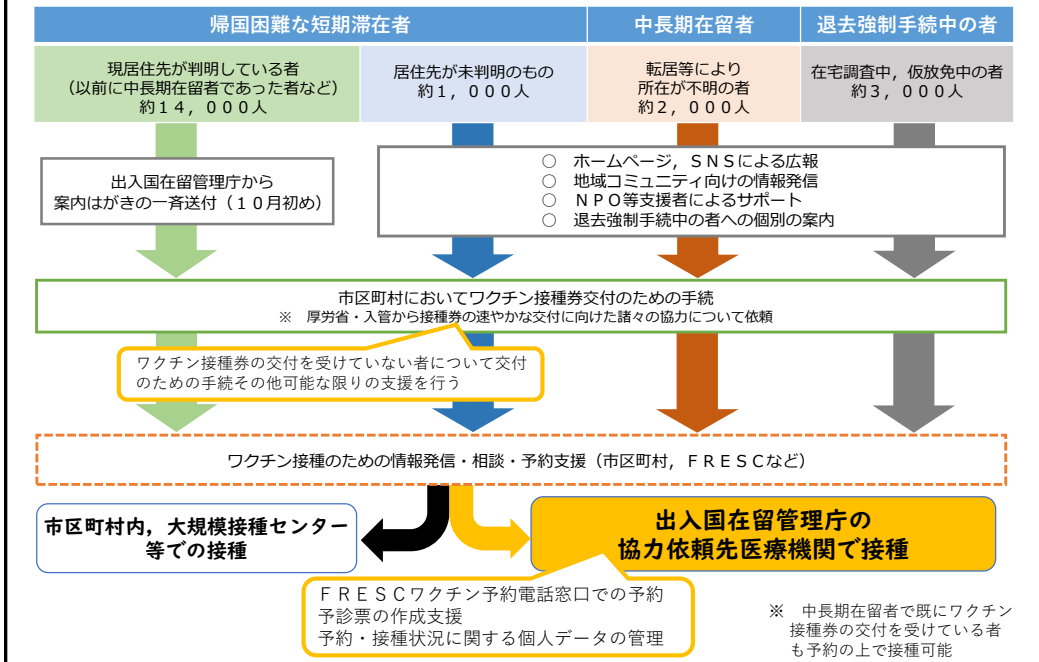 帰国困難な短期滞在者
中長期在留者
退去強制手続中の者
現居住先が判明している者
(以前に中長期在留者であった者など)
約14,000人
居住先が未判明のもの
約1,000人
転居等により
所在が不明の者
約2,000人
在宅調査中,仮放免中の者
約3,000人
出入国在留管理庁から
案内はがきの一斉送付(10月初め)
○ ホームページ,SNSによる広報
○ 地域コミュニティ向けの情報発信
○ NPO等支援者によるサポート
○ 退去強制手続中の者への個別の案内
市区町村においてワクチン接種券交付のための手続
※ 厚労省・入管から接種券の速やかな交付に向けた諸々の協力について依頼
ワクチン接種券の交付を受けていない者について交付
のための手続その他可能な限りの支援を行う
ワクチン接種のための情報発信・相談・予約支援(市区町村,FRESCなど)
市区町村内,大規模接種センター
等での接種
出入国在留管理庁の
協力依頼先医療機関で接種
FRESCワクチン予約電話窓口での予約
予診票の作成支援
予約・接種状況に関する個人データの管理
※ 中長期在留者で既にワクチン
接種券の交付を受けている者
も予約の上で接種可能